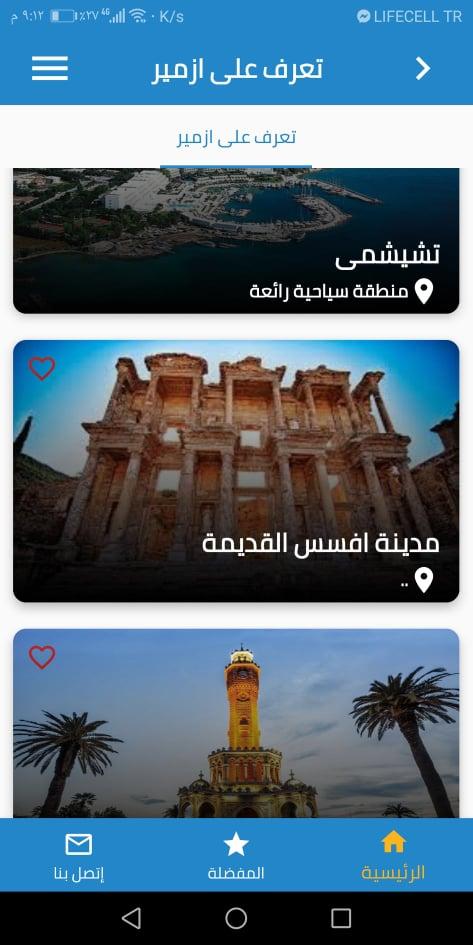 م ٩:١٢ ٪٢٧ 4G · K/s LIFECELL TR
تعرف على ازمير
تعرف على ازمير
تشيشمى
منطقة سياحية رائعة
مدينة افسس القديمة
..
الرئيسية
المفضلة
إتصل بنا